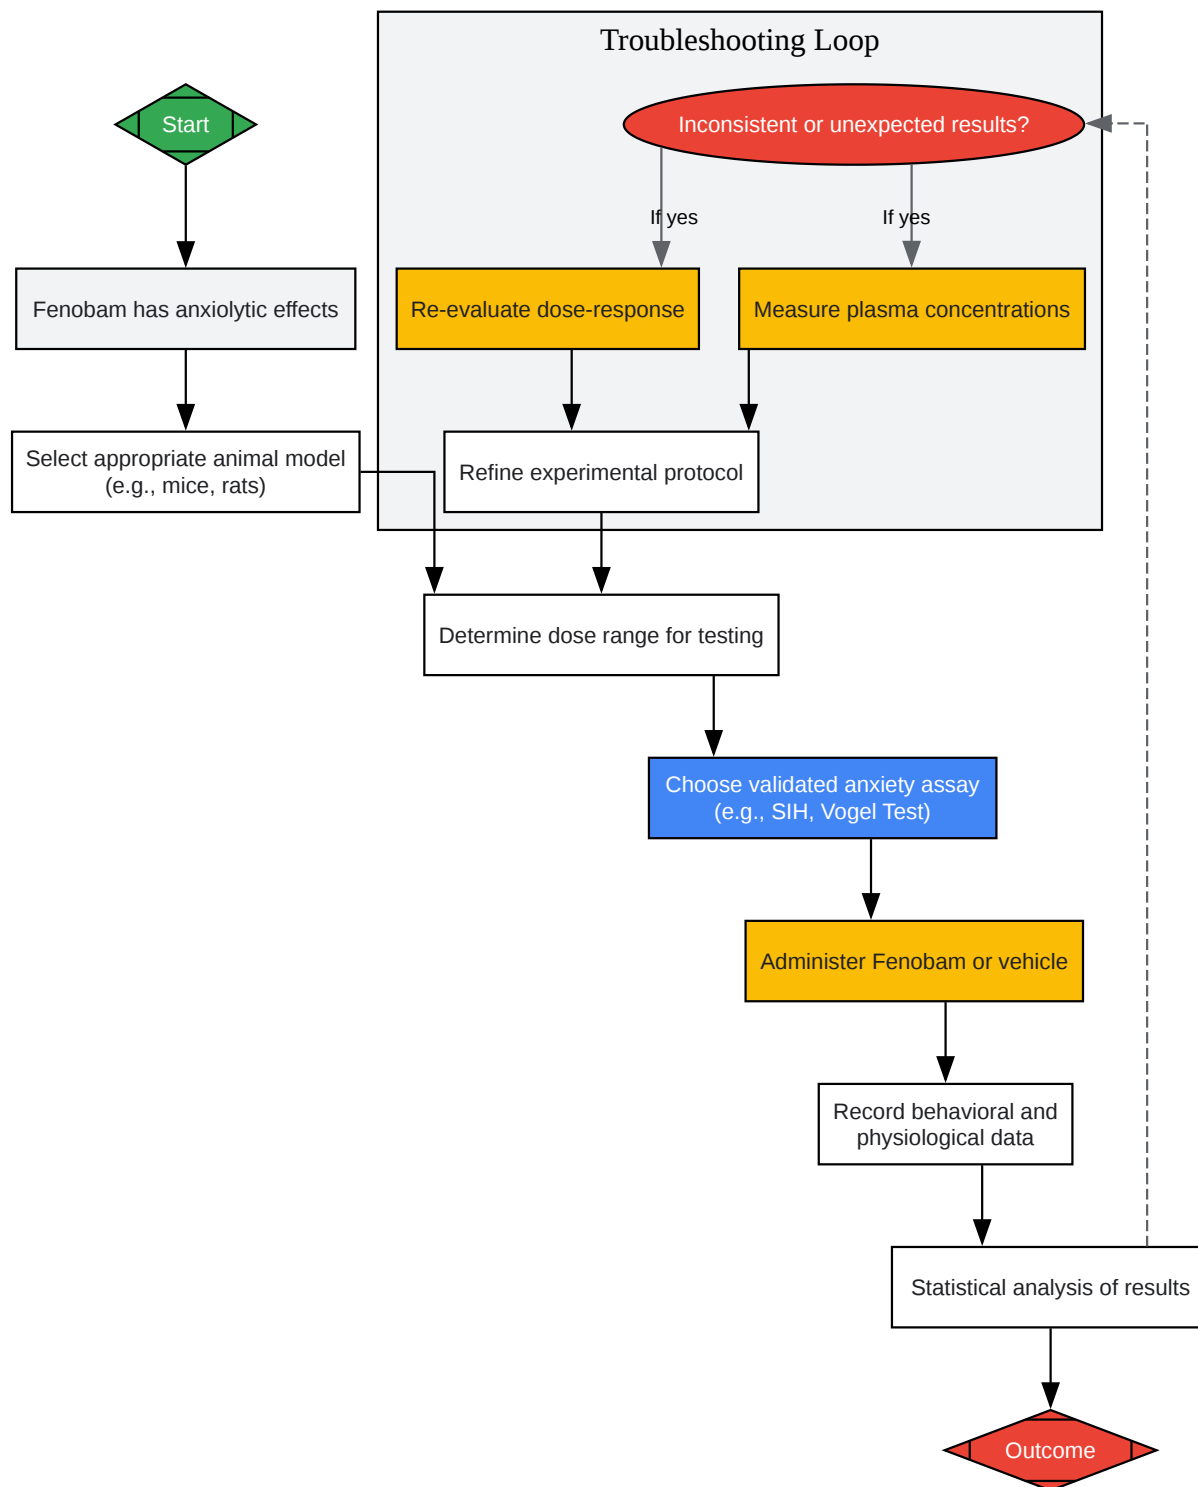 Troubleshooting Loop
Start
Inconsistent or unexpected results?
If yes
If yes
Fenobam has anxiolytic effects
Re-evaluate dose-response
Measure plasma concentrations
Select appropriate animal model
(e.g., mice, rats)
Refine experimental protocol
Determine dose range for testing
Choose validated anxiety assay
(e.g., SIH, Vogel Test)
Administer Fenobam or vehicle
Record behavioral and
physiological data
Statistical analysis of results
Outcome